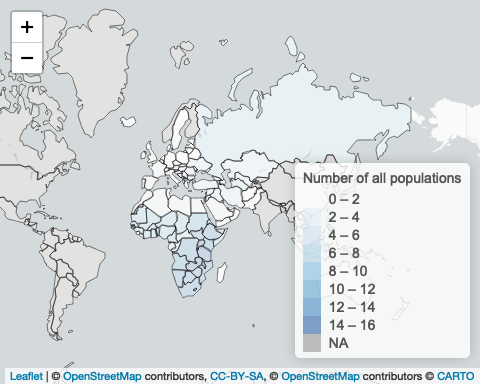 +
−
Number of all populations
0 – 2
2 – 4
4 – 6
6 – 8
8 – 10
10 – 12
12 – 14
14 – 16
NA
Leaflet | © OpenStreetMap contributors, CC-BY-SA, © OpenStreetMap contributors © CARTO